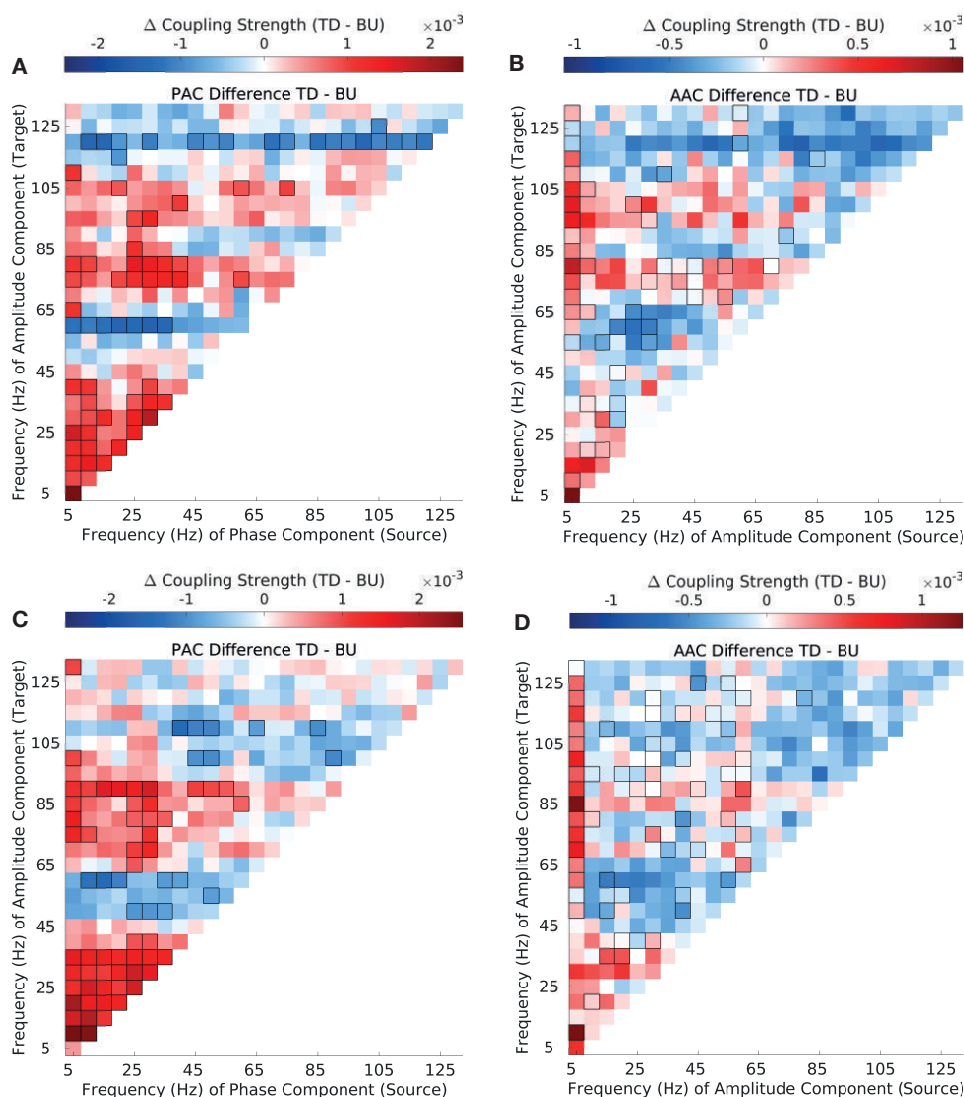 Δ Coupling Strength (TD - BU) ×10⁻³
-2 -1 0 1 2
A
PAC Difference TD - BU
Frequency (Hz) of Amplitude Component (Target)
125
105
85
65
45
25
5
5 25 45 65 85 105 125
Frequency (Hz) of Phase Component (Source)
Δ Coupling Strength (TD - BU) ×10⁻³
-1 -0.5 0 0.5 1
B
AAC Difference TD - BU
Frequency (Hz) of Amplitude Component (Target)
125
105
85
65
45
25
5
5 25 45 65 85 105 125
Frequency (Hz) of Amplitude Component (Source)
Δ Coupling Strength (TD - BU) ×10⁻³
-2 -1 0 1 2
C
PAC Difference TD - BU
Frequency (Hz) of Amplitude Component (Target)
125
105
85
65
45
25
5
5 25 45 65 85 105 125
Frequency (Hz) of Phase Component (Source)
Δ Coupling Strength (TD - BU) ×10⁻³
-1 -0.5 0 0.5 1
D
AAC Difference TD - BU
Frequency (Hz) of Amplitude Component (Target)
125
105
85
65
45
25
5
5 25 45 65 85 105 125
Frequency (Hz) of Amplitude Component (Source)